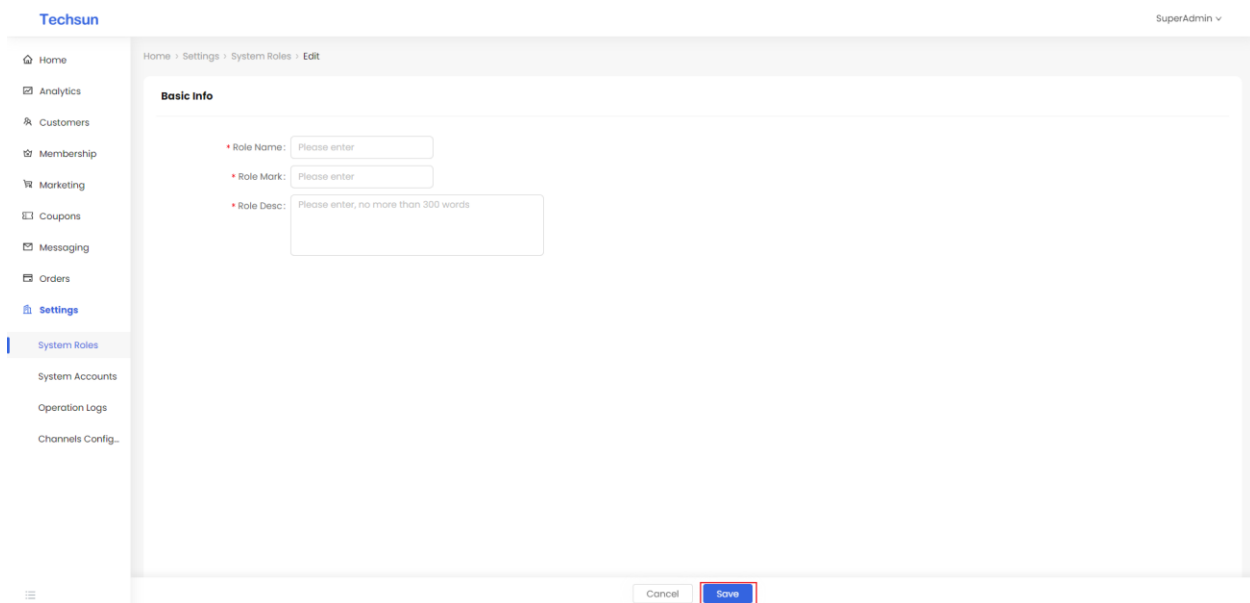 Techsun
SuperAdmin
Home
Analytics
Customers
Membership
Marketing
Coupons
Messaging
Orders
Settings
System Roles
System Accounts
Operation Logs
Channels Config...
Home > Settings > System Roles > Edit
Basic Info
* Role Name: Please enter
* Role Mark: Please enter
* Role Desc: Please enter, no more than 300 words
Cancel
Save